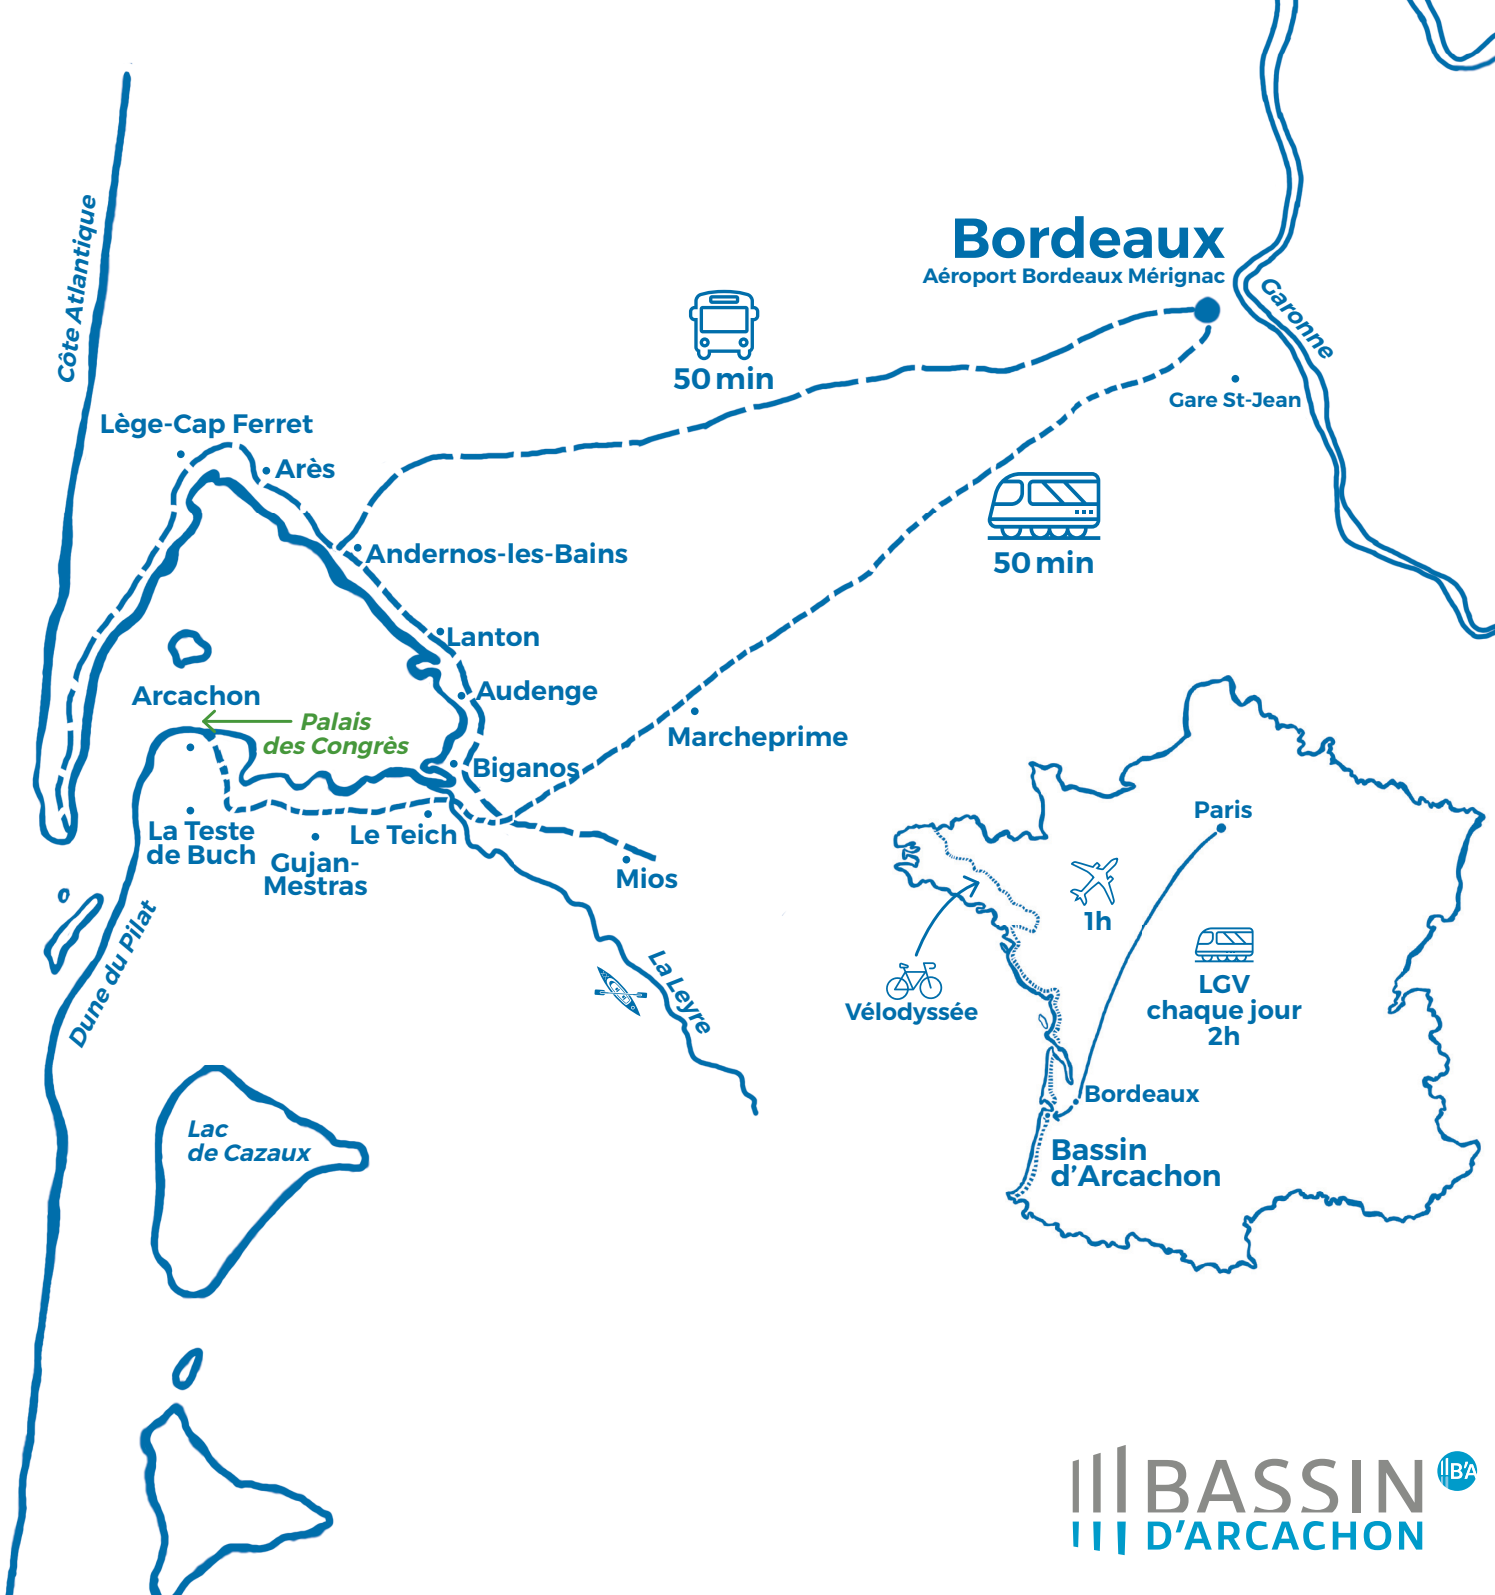 Côte Atlantique
Bordeaux
Aéroport Bordeaux Mérignac
Garonne
50 min
Gare St-Jean
Lège-Cap Ferret
Arès
50 min
Andernos-les-Bains
Lanton
Audenge
Arcachon
Palais
des Congrès
Marcheprime
Biganos
La Teste
de Buch
Gujan-
Mestras
Le Teich
Mios
Dune du Pilat
La Leyre
Lac
de Cazaux
Paris
1h
LGV
chaque jour
2h
Vélodyssée
Bordeaux
Bassin
d'Arcachon
BASSIN
B'A
D'ARCACHON